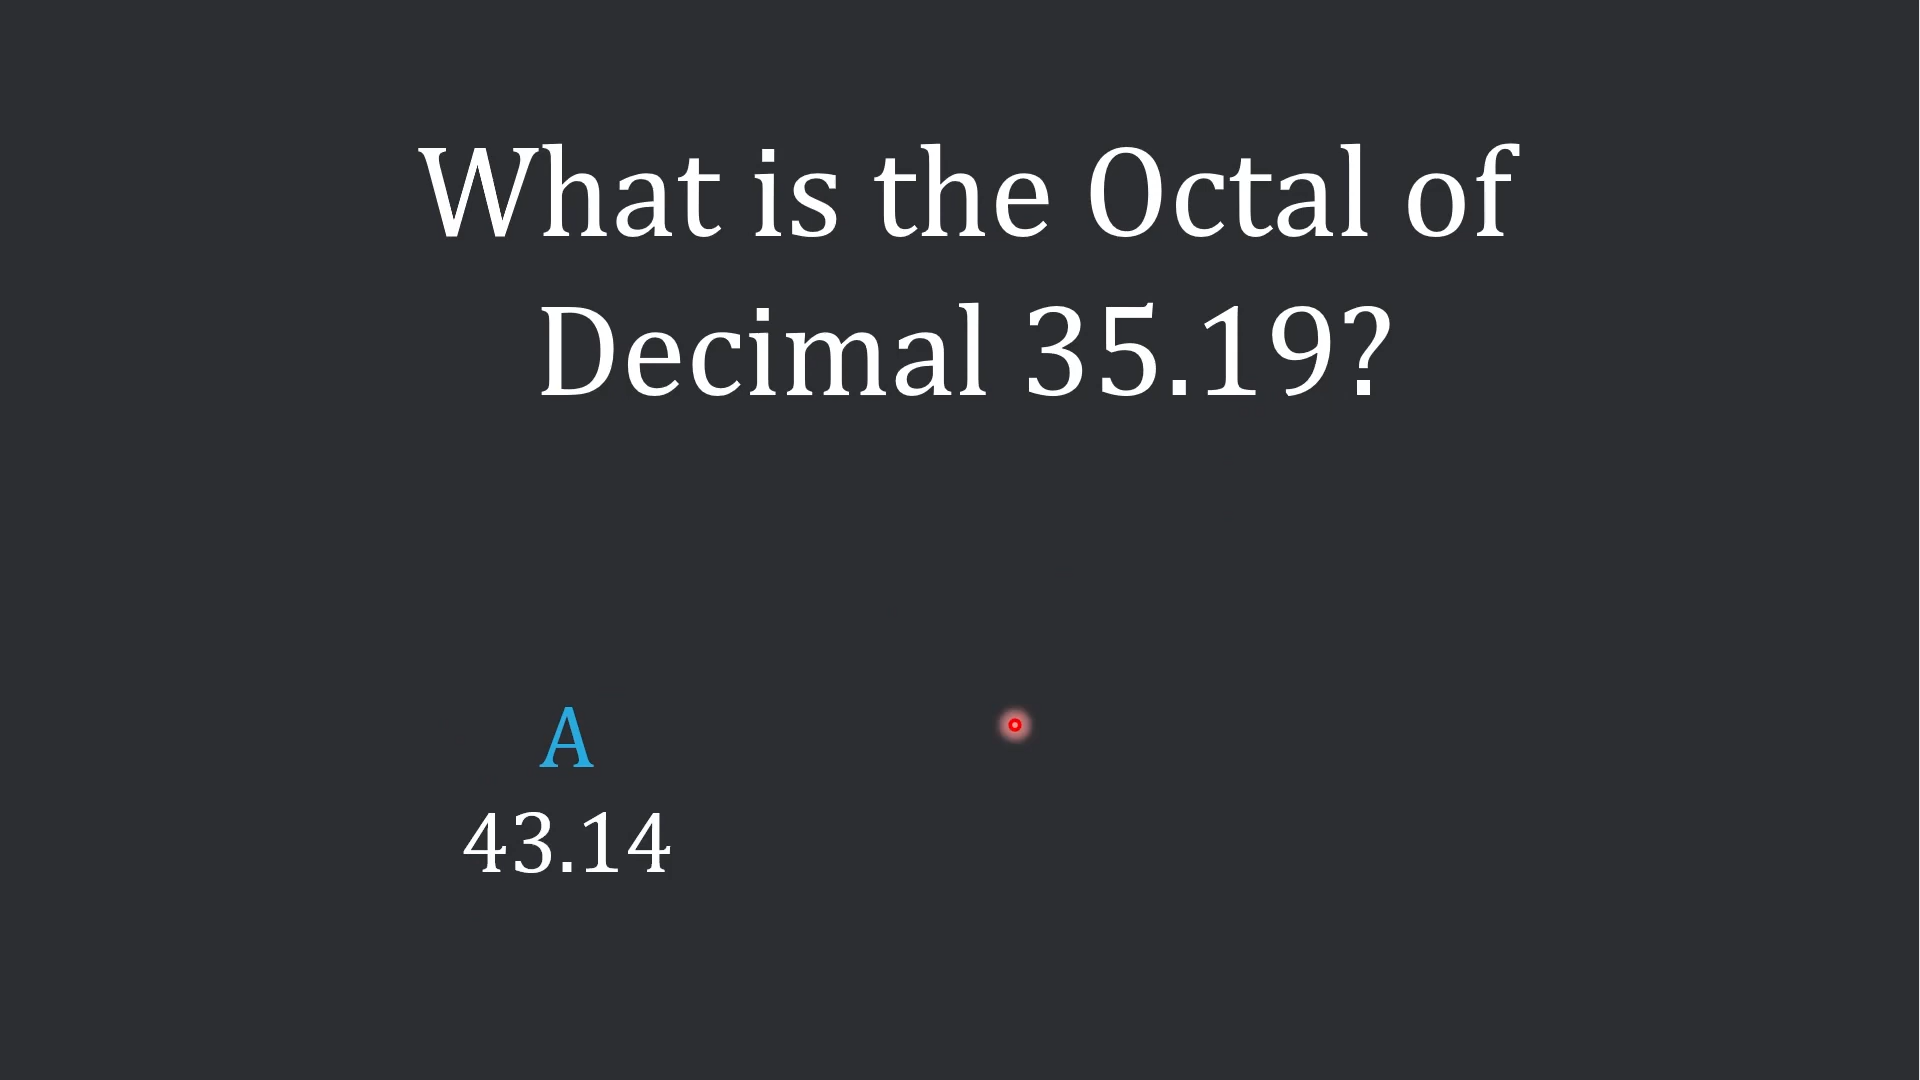 What is the Octal of
Decimal 35.19?
A
43.14